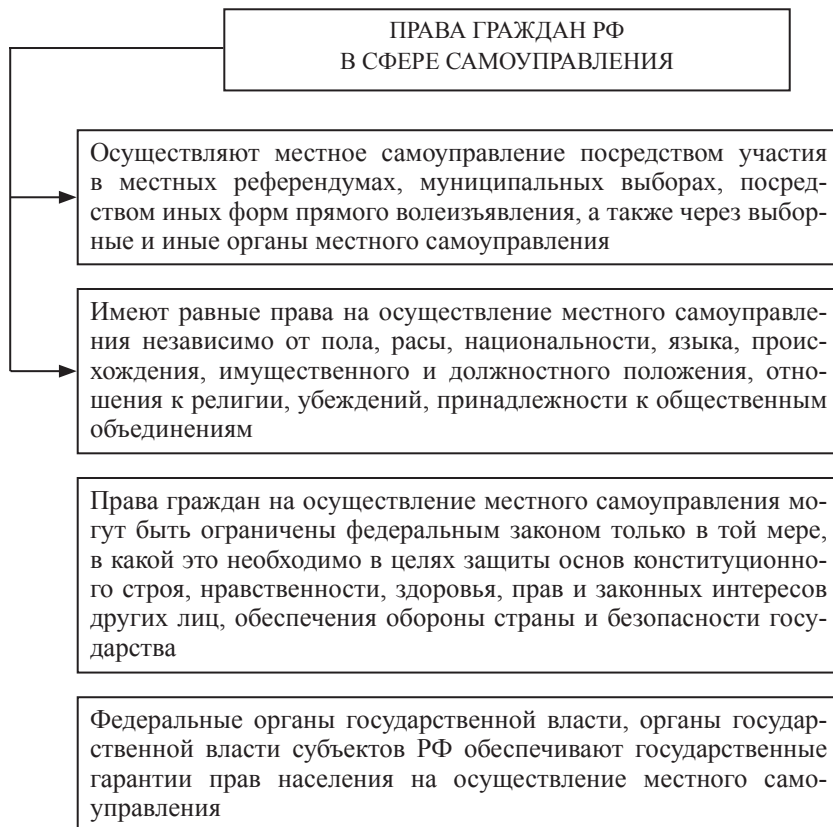 ПРАВА ГРАЖДАН РФ
В СФЕРЕ САМОУПРАВЛЕНИЯ
Осуществляют местное самоуправление посредством участия
в местных референдумах, муниципальных выборах, посред-
ством иных форм прямого волеизъявления, а также через выбор-
ные и иные органы местного самоуправления
Имеют равные права на осуществление местного самоуправле-
ния независимо от пола, расы, национальности, языка, проис-
хождения, имущественного и должностного положения, отно-
шения к религии, убеждений, принадлежности к общественным
объединениям
Права граждан на осуществление местного самоуправления мо-
гут быть ограничены федеральным законом только в той мере,
в какой это необходимо в целях защиты основ конституционно-
го строя, нравственности, здоровья, прав и законных интересов
других лиц, обеспечения обороны страны и безопасности госу-
дарства
Федеральные органы государственной власти, органы государ-
ственной власти субъектов РФ обеспечивают государственные
гарантии прав населения на осуществление местного само-
управления